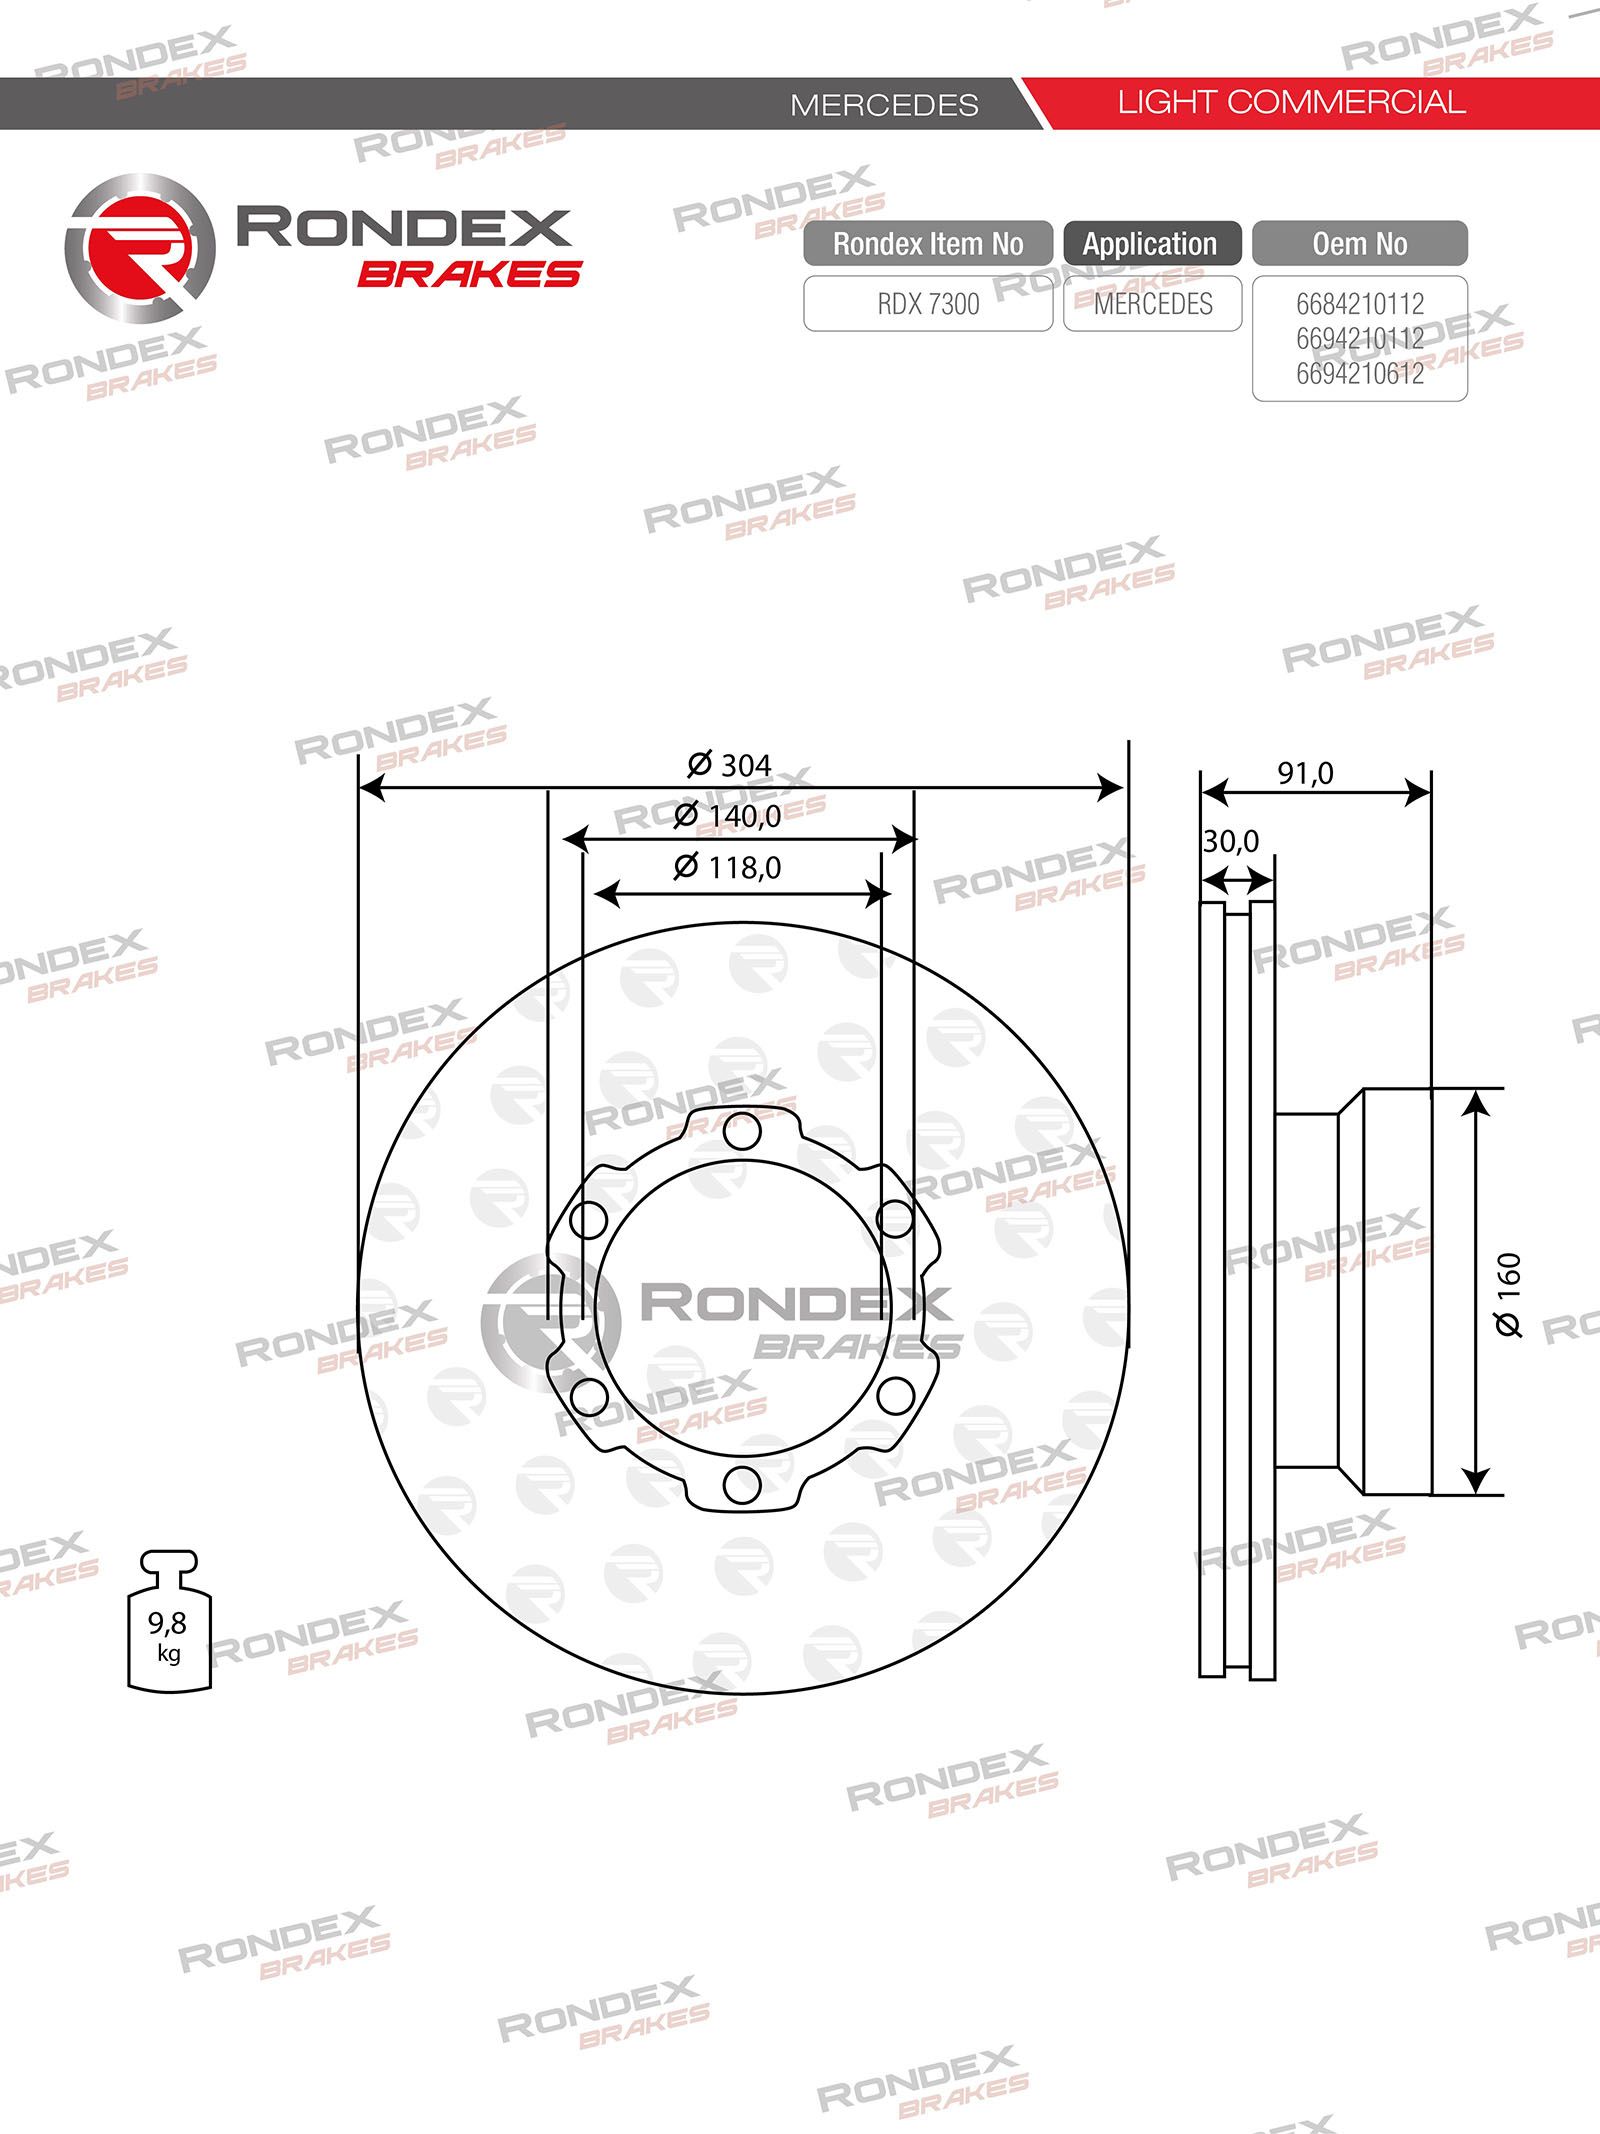 MERCEDES
LIGHT COMMERCIAL
RONDEX
BRAKES
Rondex Item No
Application
Oem No
RDX 7300
MERCEDES
6684210112
6694210112
6694210612
Ø 304
Ø 140,0
Ø 118,0
91,0
30,0
Ø 160
RONDEX
BRAKES
9,8
kg